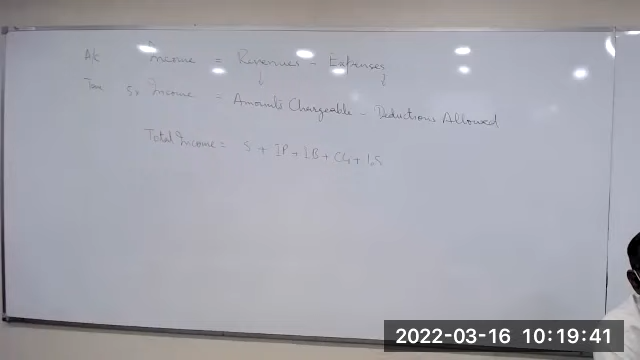 A/c Income = Revenues - Expenses
Tax Income = Amounts Chargeable - Deductions Allowed
Total Income = S + IP + IB + CG + I.S
2022-03-16 10:19:41